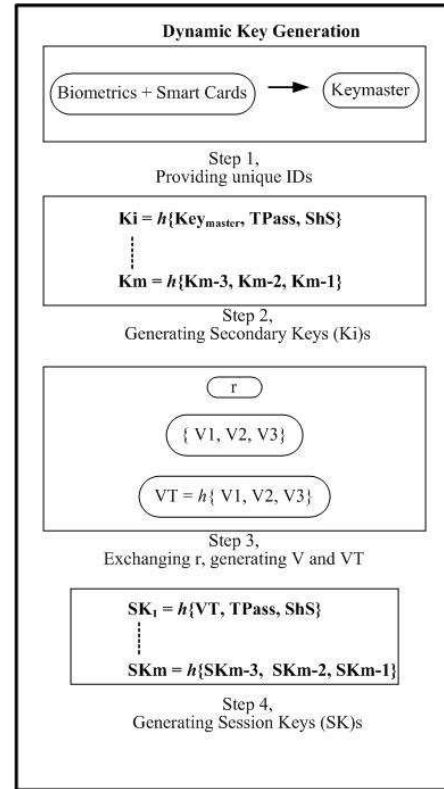 Dynamic Key Generation
Biometrics + Smart Cards
Keymaster
Step 1,
Providing unique IDs
Ki = h{Keymaster, TPass, ShS}
Km = h{Km-3, Km-2, Km-1}
Step 2,
Generating Secondary Keys (Ki)s
r
{ V1, V2, V3}
VT = h{ V1, V2, V3}
Step 3,
Exchanging r, generating V and VT
SK1 = h{VT, TPass, ShS}
SKm = h{SKm-3, SKm-2, SKm-1}
Step 4,
Generating Session Keys (SK)s